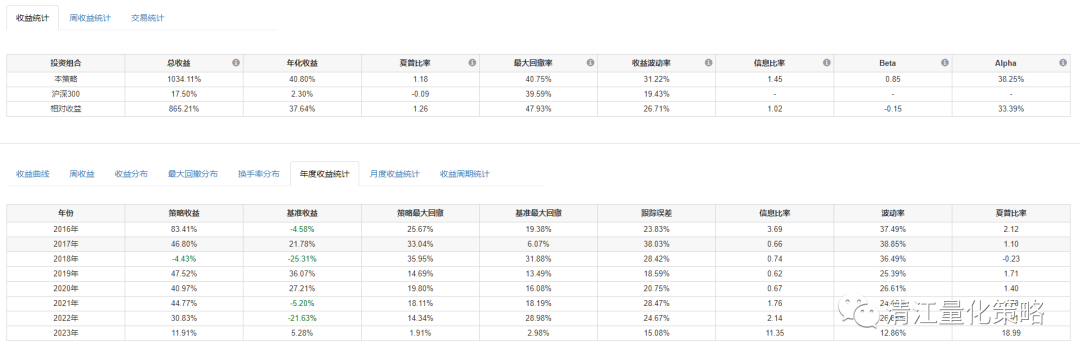 收益统计 周收益统计 交易统计
投资组合 总收益 年化收益 夏普比率 最大回撤率 收益波动率 信息比率 Beta Alpha
本策略 1034.11% 40.80% 1.18 40.75% 31.22% 1.45 0.85 38.25%
沪深300 17.50% 2.30% -0.09 39.59% 19.43% - - -
相对收益 865.21% 37.64% 1.26 47.93% 26.71% 1.02 -0.15 33.39%
收益曲线 周收益 收益分布 最大回撤分布 换手率分布 年度收益统计 月度收益统计 收益周期统计
年份 策略收益 基准收益 策略最大回撤 基准最大回撤 跟踪误差 信息比率 波动率 夏普比率
2016年 83.41% -4.58% 25.67% 19.38% 23.83% 3.69 37.49% 2.12
2017年 46.80% 21.78% 33.04% 6.07% 38.03% 0.66 38.85% 1.10
2018年 -4.43% -25.31% 35.95% 31.88% 28.42% 0.74 36.49% -0.23
2019年 47.52% 36.07% 14.69% 13.49% 18.59% 0.62 25.39% 1.71
2020年 40.97% 27.21% 19.80% 16.08% 20.75% 0.67 26.61% 1.40
2021年 44.77% -5.20% 18.11% 18.19% 28.47% 1.76
2022年 30.83% -21.63% 14.34% 28.98% 24.67% 2.14
2023年 11.91% 5.28% 1.91% 2.98% 15.08% 11.35 12.86% 18.99
清江量化策略